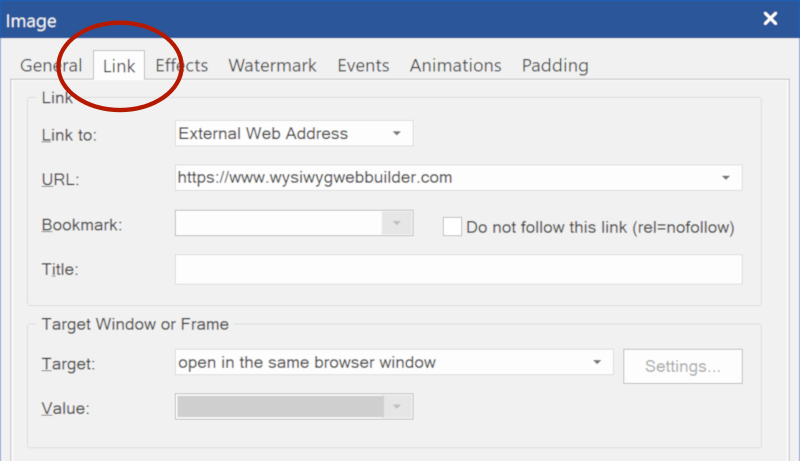 Image
General Link Effects Watermark Events Animations Padding
Link
Link to: External Web Address
URL: https://www.wysiwygwebbuilder.com
Bookmark: Do not follow this link (rel=nofollow)
Title:
Target Window or Frame
Target: open in the same browser window Settings...
Value: